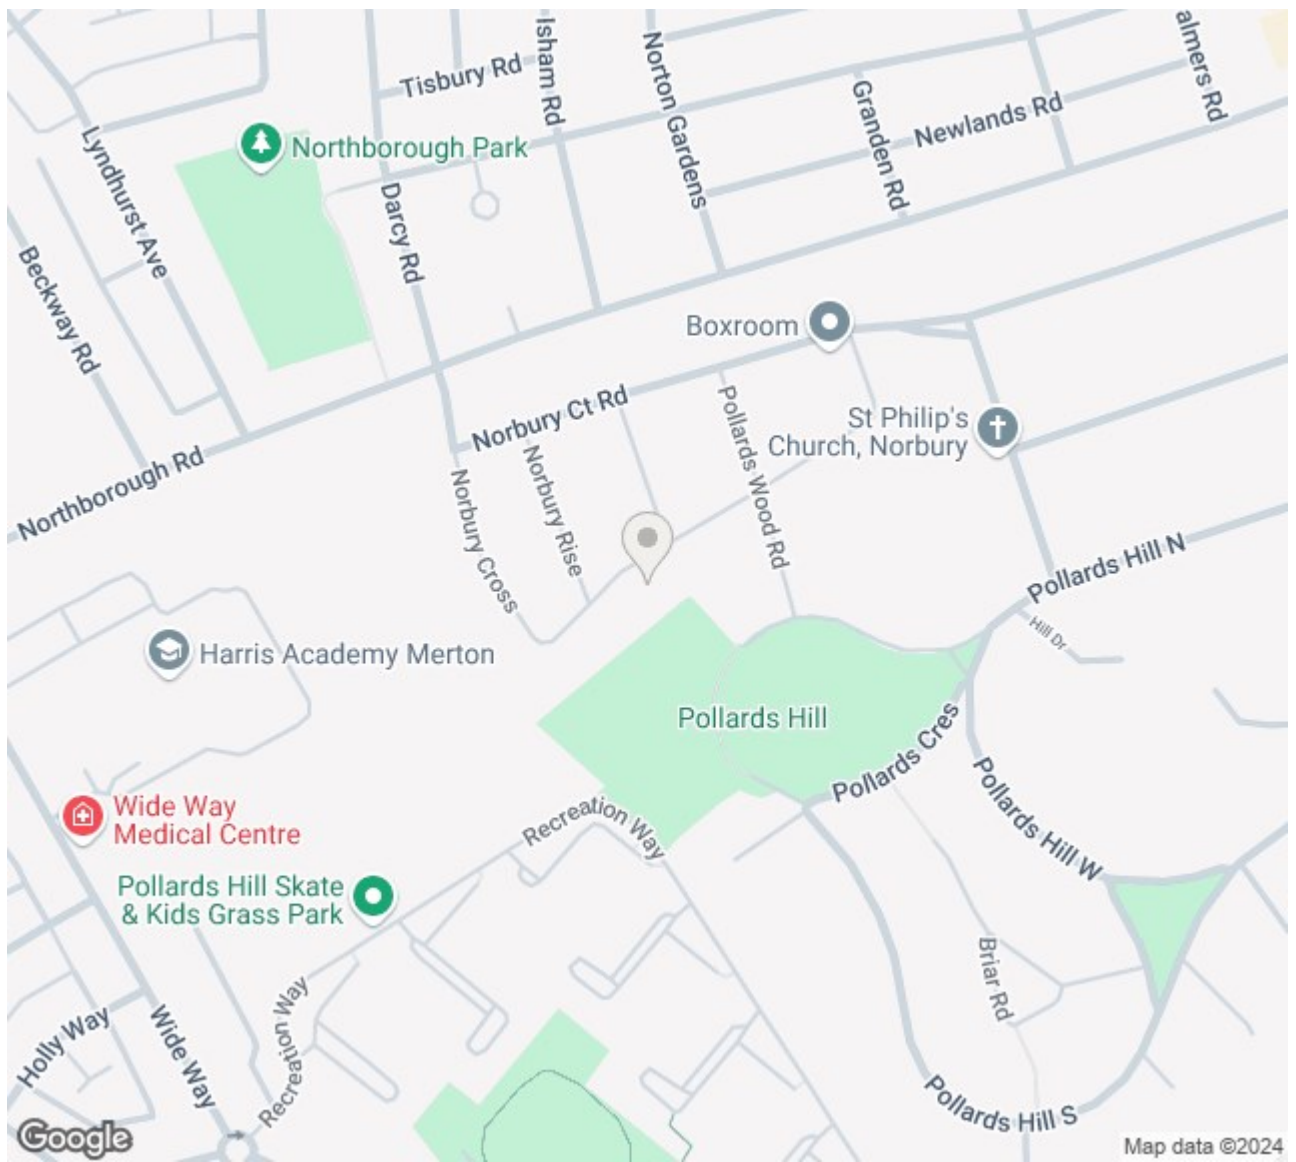 Tisbury Rd
Isham Rd
Norton Gardens
almers Rd
Granden Rd
Newlands Rd
Lyndhurst Ave
Northborough Park
Darcy Rd
Beckway Rd
Boxroom
Norbury Ct Rd
Pollards Wood Rd
St Philip's
Church, Norbury
Northborough Rd
Norbury Cross
Norbury Rise
Pollards Hill N
Hill Dr
Harris Academy Merton
Pollards Hill
Pollards Cres
Pollards Hill W
Wide Way
Medical Centre
Recreation Way
Pollards Hill Skate
& Kids Grass Park
Briar Rd
Holly Way
Wide Way
Recreation Way
Pollards Hill S
Google
Map data ©2024